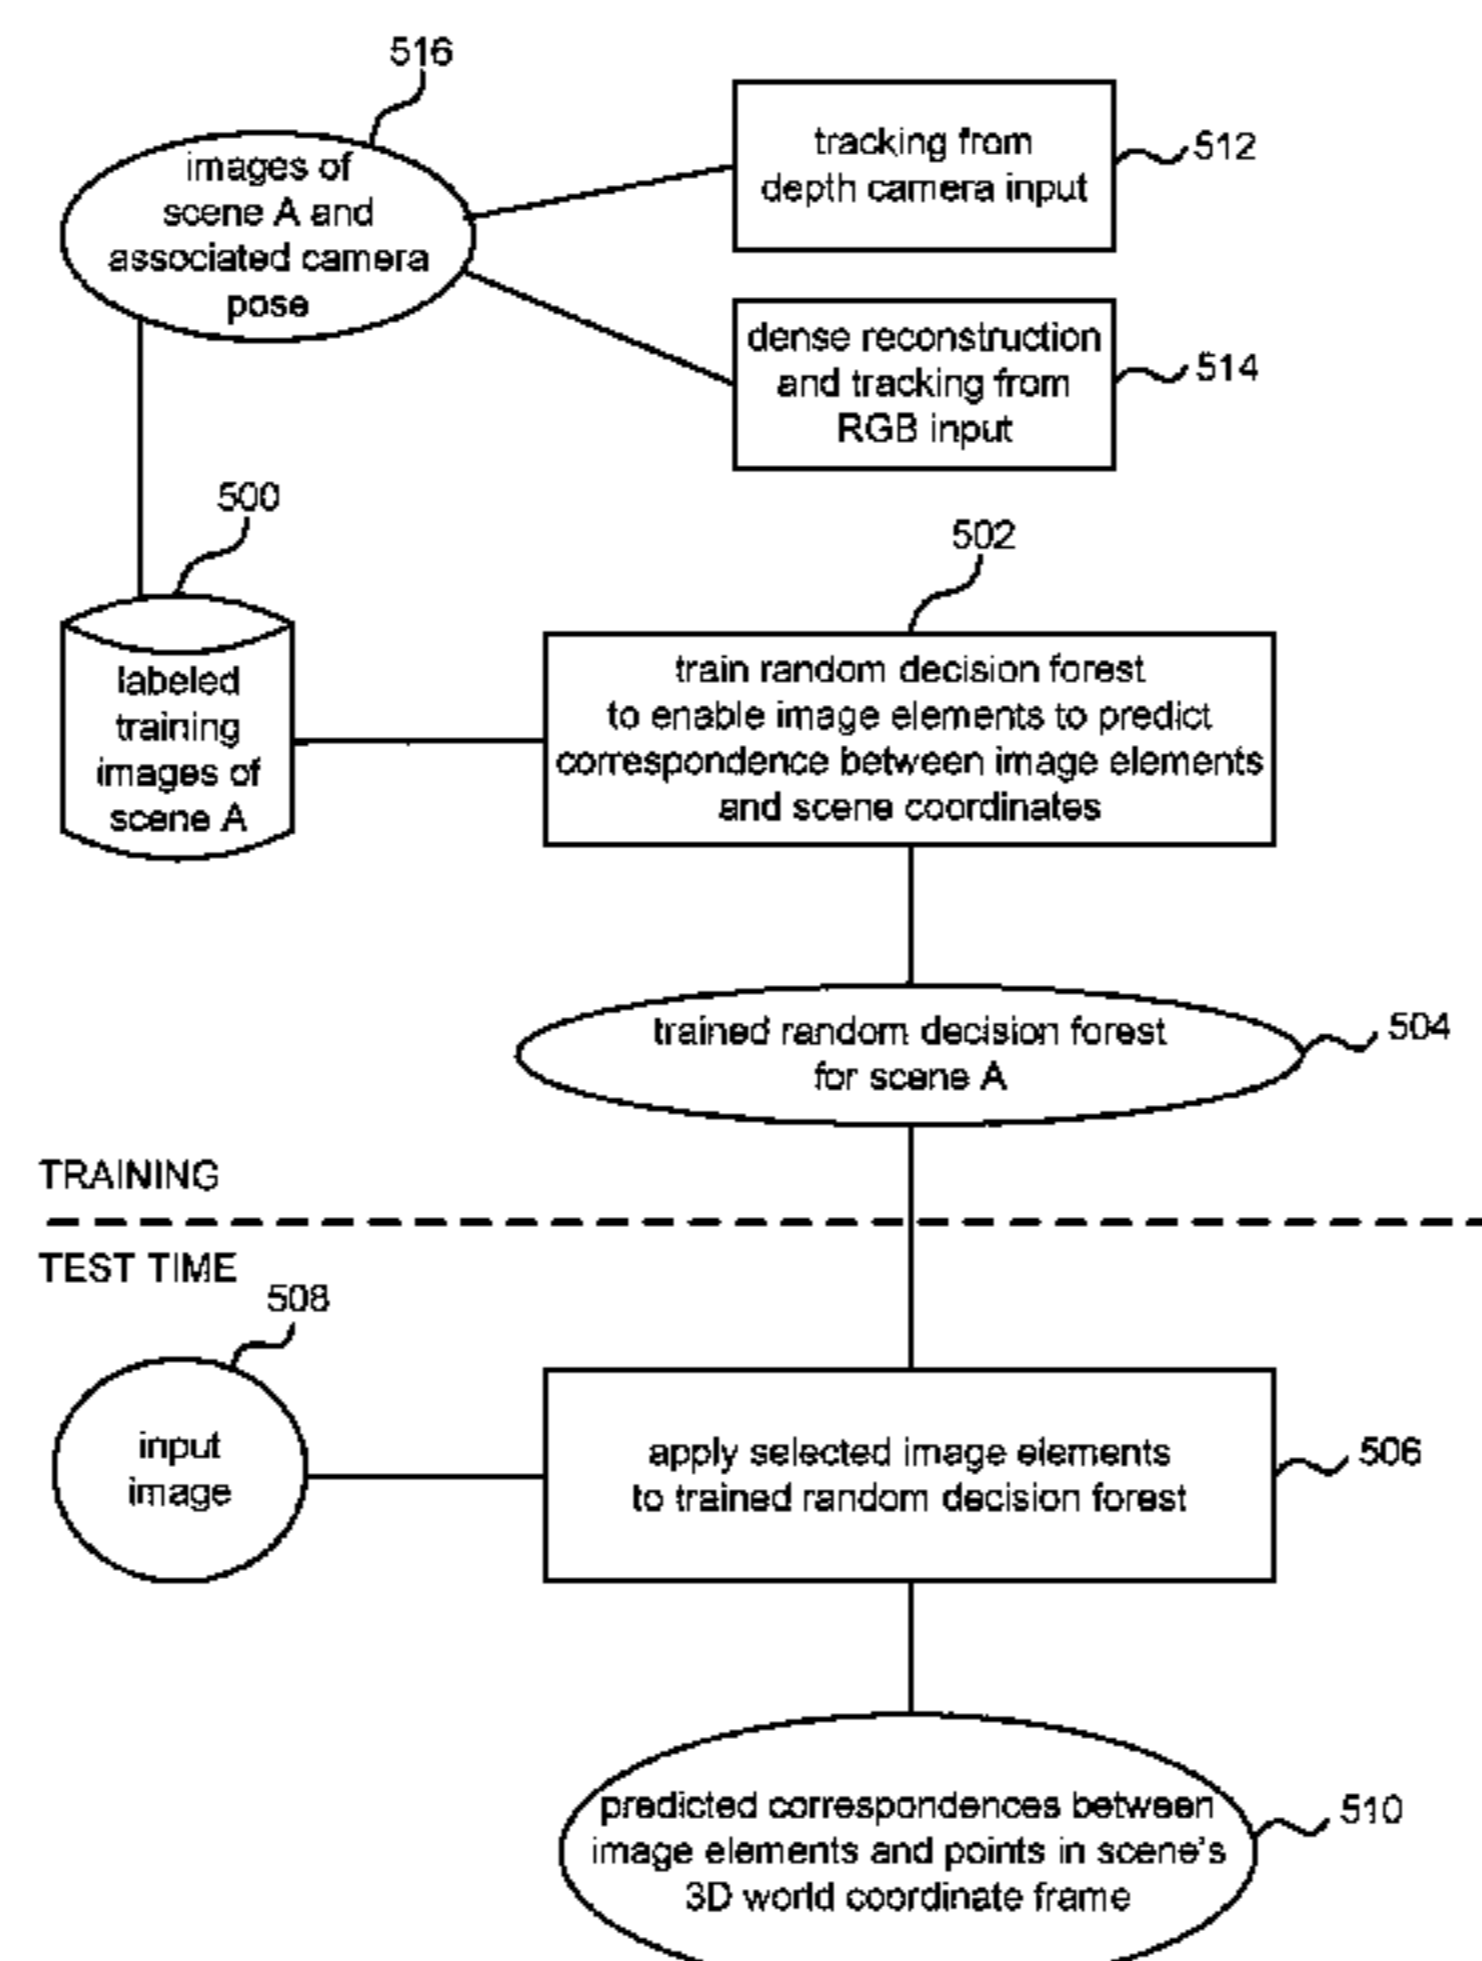 516
images of
scene A and
associated camera
pose
tracking from
depth camera input
512
dense reconstruction
and tracking from
RGB input
514
500
labeled
training
images of
scene A
502
train random decision forest
to enable image elements to predict
correspondence between image elements
and scene coordinates
trained random decision forest
for scene A
504
TRAINING
TEST TIME
508
input
image
apply selected image elements
to trained random decision forest
506
predicted correspondences between
image elements and points in scene's
3D world coordinate frame
510